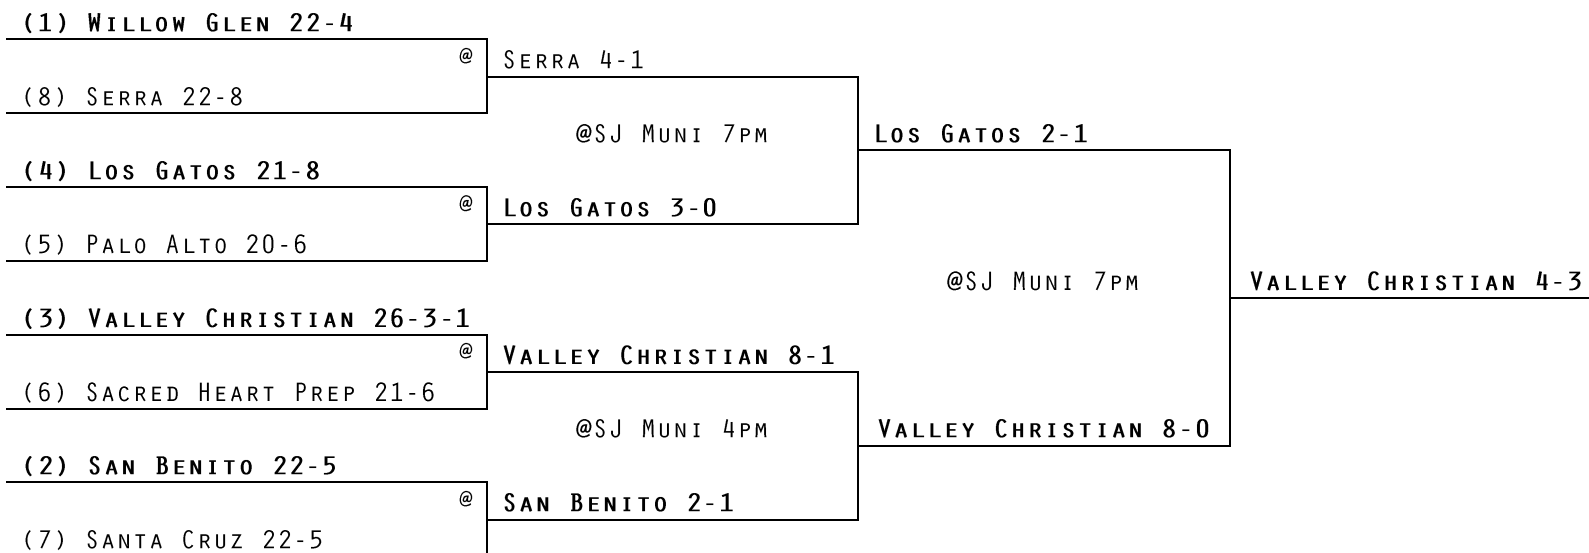 (1) Willow Glen 22-4
@
Serra 4-1
(8) Serra 22-8
@SJ Muni 7pm
Los Gatos 2-1
(4) Los Gatos 21-8
@
Los Gatos 3-0
(5) Palo Alto 20-6
@SJ Muni 7pm
Valley Christian 4-3
(3) Valley Christian 26-3-1
@
Valley Christian 8-1
(6) Sacred Heart Prep 21-6
@SJ Muni 4pm
Valley Christian 8-0
(2) San Benito 22-5
@
San Benito 2-1
(7) Santa Cruz 22-5